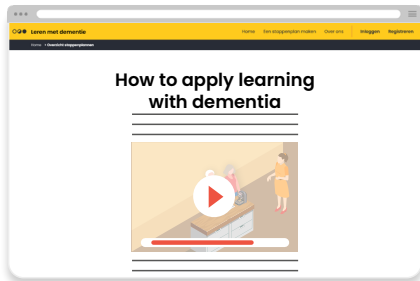 Leren met dementie
Home Een stappenplan maken Over ons Inloggen Registreren
Home > Overzicht stappenplannen
How to apply learning
with dementia